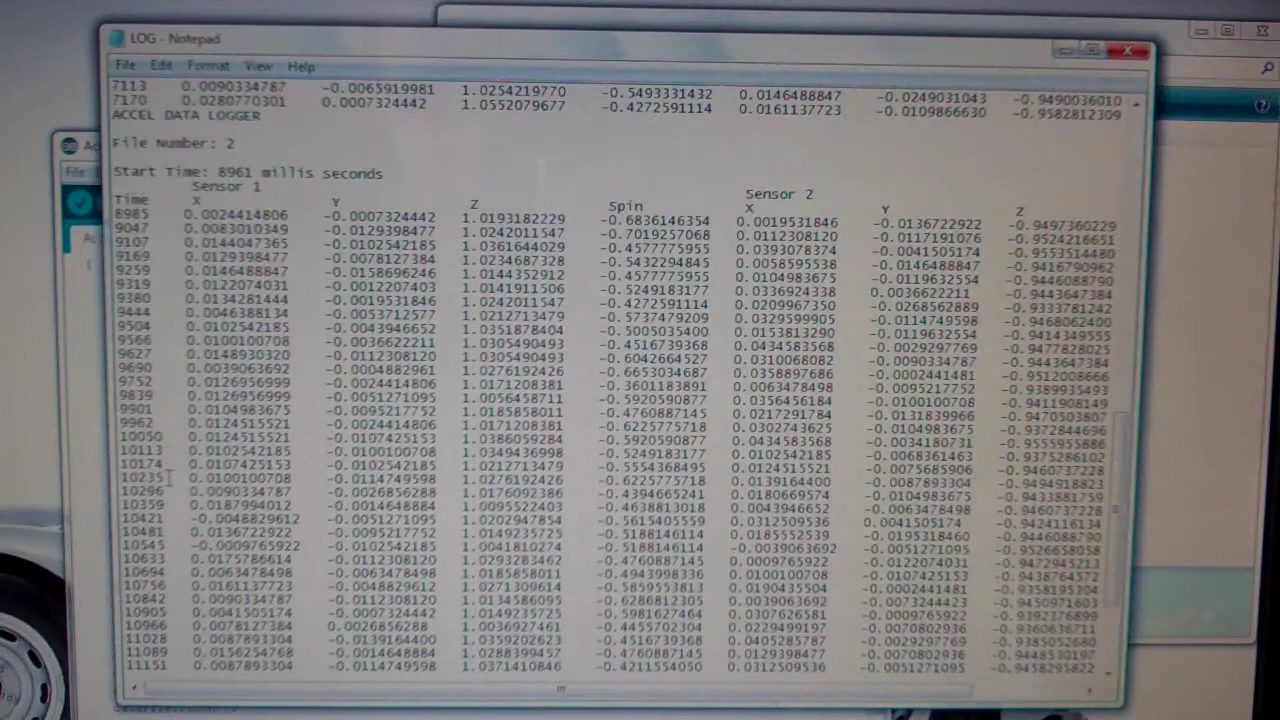 LOG - Notepad
File Edit Format View Help
7113 0.0090334787 -0.0065919981 1.0254219770 -0.5493331432 0.0146488847 -0.0249031043 -0.9490036010
7170 0.0280770301 0.0007324442 1.0552079677 -0.4272591114 0.0161137723 -0.0109866630 -0.9582812309
ACCEL DATA LOGGER
File Number: 2
Start Time: 8961 millis seconds
Sensor 1 Sensor 2
Time X Y Z Spin X Y Z
8985 0.0024414806 -0.0007324442 1.0193182229 -0.6836146354 0.0019531846 -0.0136722922 -0.9497360229
9047 0.0083010349 -0.0129398477 1.0242011547 -0.7019257068 0.0112308120 -0.0117191076 -0.9524216651
9107 0.0144047365 -0.0102542185 1.0361644029 -0.4577775955 0.0393078374 -0.0041505174 -0.9553514480
9169 0.0129398477 -0.0078127384 1.0234687328 -0.5432294845 0.0058595538 -0.0146488847 -0.9416790962
9259 0.0146488847 -0.0158696246 1.0144352912 -0.4577775955 0.0104983675 -0.0119632554 -0.9446088790
9319 0.0122074031 -0.0012207403 1.0141911506 -0.5249183177 0.0336924338 0.0036622211 -0.9443647384
9380 0.0134281444 -0.0019531846 1.0242011547 -0.4272591114 0.0209967350 -0.0268562889 -0.9333781242
9444 0.0046388134 -0.0053712577 1.0212713479 -0.5737479209 0.0329599905 -0.0114749598 -0.9468062400
9504 0.0102542185 -0.0043946652 1.0351878404 -0.5005035400 0.0153813290 -0.0119632554 -0.9414349555
9566 0.0100100708 -0.0036622211 1.0305490493 -0.4516739368 0.0434583568 -0.0029297769 -0.9477828025
9627 0.0148930320 -0.0112308120 1.0305490493 -0.6042664527 0.0310068082 -0.0090334787 -0.9443647384
9690 0.0039063692 -0.0004882961 1.0276192426 -0.6653034687 0.0358897686 -0.0002441481 -0.9512008666
9752 0.0126956999 -0.0024414806 1.0171208381 -0.3601183891 0.0063478498 -0.0095217752 -0.9389935493
9839 0.0126956999 -0.0051271095 1.0056458711 -0.5920590877 0.0356456184 -0.0100100708 -0.9411908149
9901 0.0104983675 -0.0095217752 1.0185858011 -0.4760887145 0.0217291784 -0.0131839966 -0.9470503807
9962 0.0124515521 -0.0024414806 1.0171208381 -0.6225775718 0.0302743625 -0.0104983675 -0.9372844696
10050 0.0124515521 -0.0107425153 1.0386059284 -0.5920590877 0.0434583568 -0.0034180731 -0.9555955886
10113 0.0102542185 -0.0100100708 1.0349436998 -0.5249183177 0.0102542185 -0.0068361463 -0.9375286102
10174 0.0107425153 -0.0102542185 1.0212713479 -0.5554368495 0.0124515521 -0.0075685906 -0.9460737228
10235 0.0100100708 -0.0114749598 1.0276192426 -0.6225775718 0.0139164400 -0.0087893304 -0.9494918823
10296 0.0090334787 -0.0026856288 1.0176092386 -0.4394665241 0.0180669574 -0.0104983675 -0.9433881759
10359 0.0187994012 -0.0014648884 1.0095522403 -0.4638813018 0.0043946652 -0.0063478498 -0.9460737228
10421 -0.0048829612 -0.0051271095 1.0202947854 -0.5615405559 0.0312509536 0.0041505174 -0.9424116134
10481 0.0136722922 -0.0095217752 1.0149235725 -0.5188146114 0.0185552539 -0.0195318460 -0.9446088790
10545 -0.0009765922 -0.0102542185 1.0041810274 -0.5188146114 -0.0039063692 -0.0051271095 -0.9526658058
10633 0.0175786614 -0.0112308120 1.0293283462 -0.4760887145 0.0009765922 -0.0122074031 -0.9472945213
10694 0.0063478498 -0.0063478498 1.0185858011 -0.4943998336 0.0100100708 -0.0107425153 -0.9438764572
10756 0.0161137723 -0.0048829612 1.0271309614 -0.5859553813 0.0190435504 -0.0002441481 -0.9358195304
10842 0.0090334787 -0.0112308120 1.0134586095 -0.6286812305 0.0039063692 -0.0007324423 -0.9450971603
10905 0.0041505174 -0.0007324442 1.0149235725 -0.5981627464 0.0307626581 -0.0009765922 -0.9392376899
10966 0.0078127384 0.0026856288 1.0036927461 -0.4455702304 0.0229499197 -0.0070802936 -0.9360636711
11028 0.0087893304 -0.0139164400 1.0359202623 -0.4516739368 0.0405285787 -0.0029297769 -0.9385052680
11089 0.0156254768 -0.0014648884 1.0288399457 -0.4760887145 0.0129398477 -0.0070802936 -0.9448530197
11151 0.0087893304 -0.0114749598 1.0371410846 -0.4211554050 0.0312509536 -0.0051271095 -0.9458295822
File